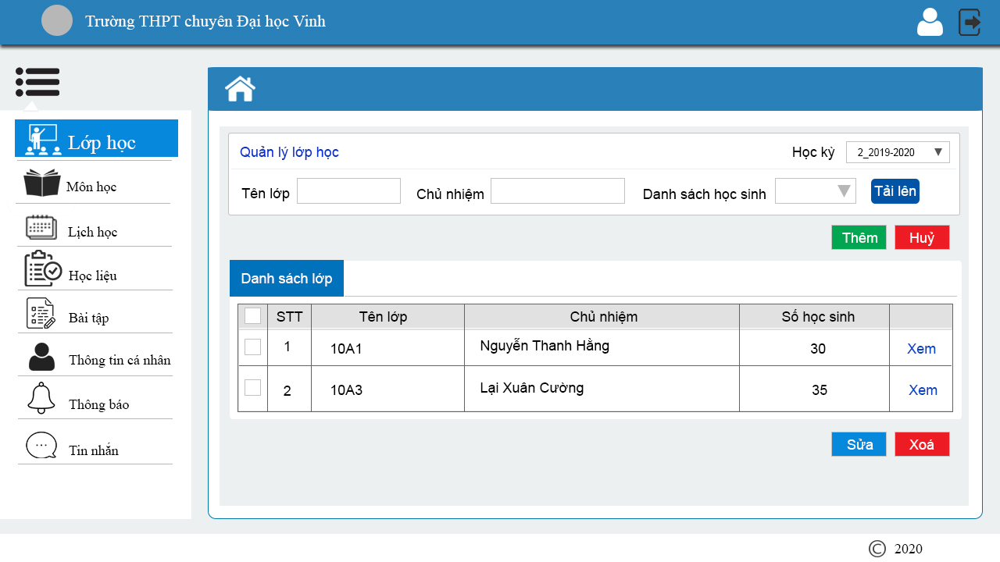 Trường THPT chuyên Đại học Vinh
Lớp học
Môn học
Lịch học
Học liệu
Bài tập
Thông tin cá nhân
Thông báo
Tin nhắn
Quản lý lớp học
Học kỳ 2_2019-2020
Tên lớp Chủ nhiệm Danh sách học sinh Tải lên
Thêm Huỷ
Danh sách lớp
STT Tên lớp Chủ nhiệm Số học sinh
1 10A1 Nguyễn Thanh Hằng 30 Xem
2 10A3 Lại Xuân Cường 35 Xem
Sửa Xoá
© 2020